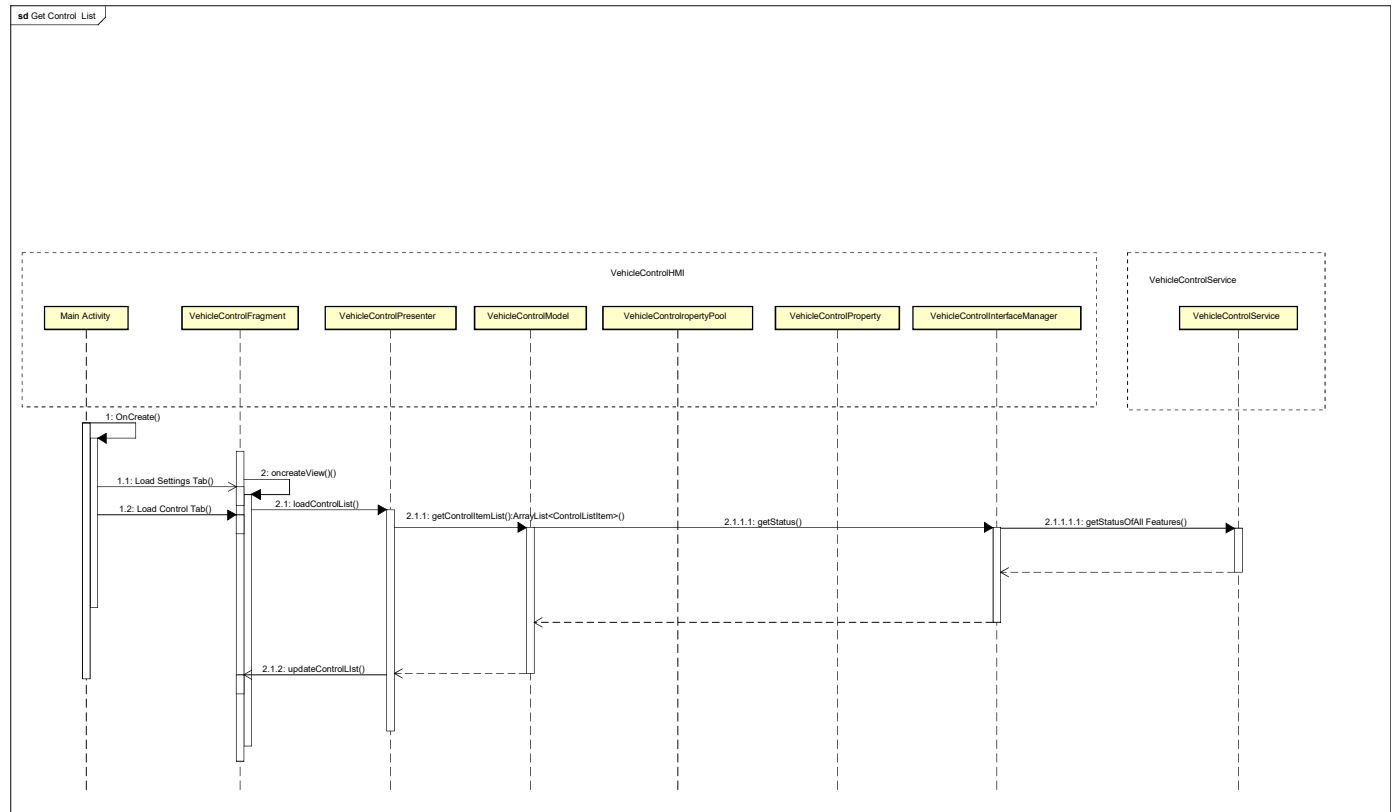 sd Get Control List
VehicleControlHMI
VehicleControlService
Main Activity
VehicleControlFragment
VehicleControlPresenter
VehicleControlModel
VehicleControlropertyPool
VehicleControlProperty
VehicleControlInterfaceManager
VehicleControlService
1: OnCreate()
2: oncreateView()()
1.1: Load Settings Tab()
2.1: loadControlList()
1.2: Load Control Tab()
2.1.1: getControlItemList():ArrayList<ControlListItem>()
2.1.1.1: getStatus()
2.1.1.1.1: getStatusOfAll Features()
2.1.2: updateControlLIst()